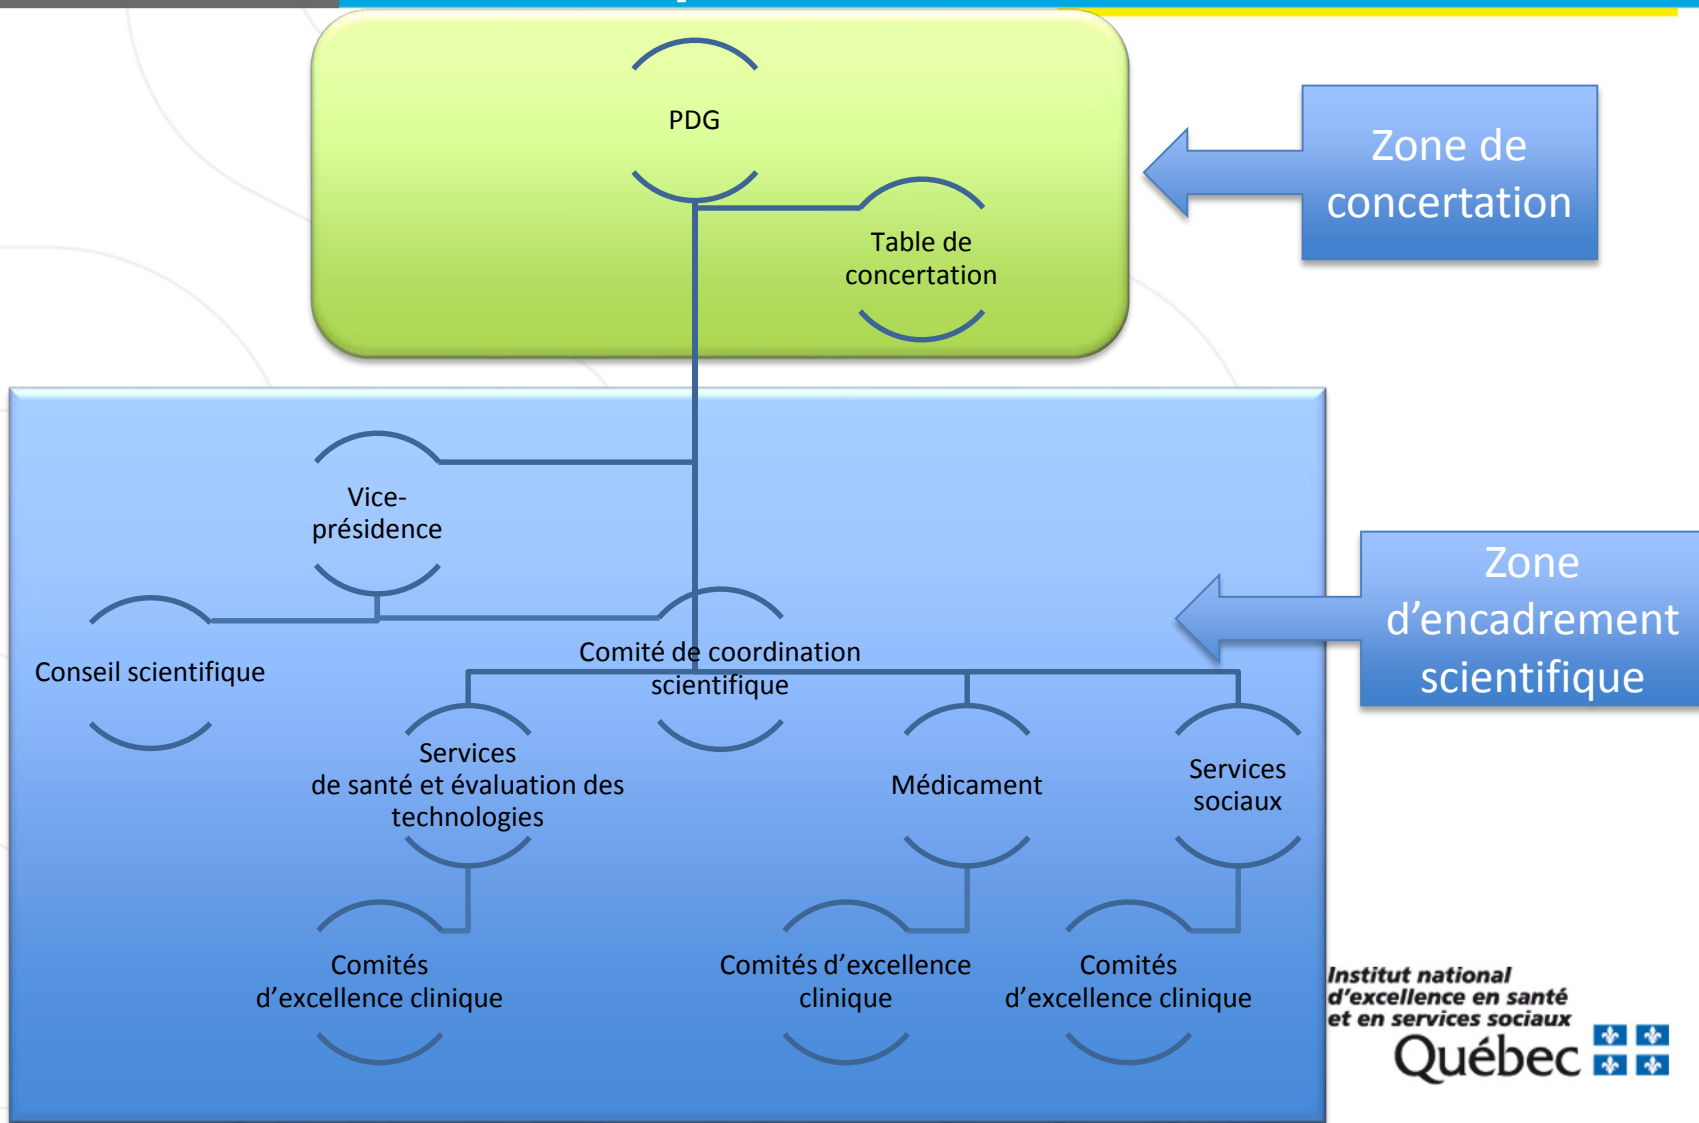 PDG
Zone de
concertation
Table de
concertation
Vice-
présidence
Zone
d’encadrement
scientifique
Conseil scientifique
Comité de coordination
scientifique
Services
de santé et évaluation des
technologies
Médicament
Services
sociaux
Comités
d’excellence clinique
Comités d’excellence
clinique
Comités
d’excellence clinique
Institut national
d’excellence en santé
et en services sociaux
Québec